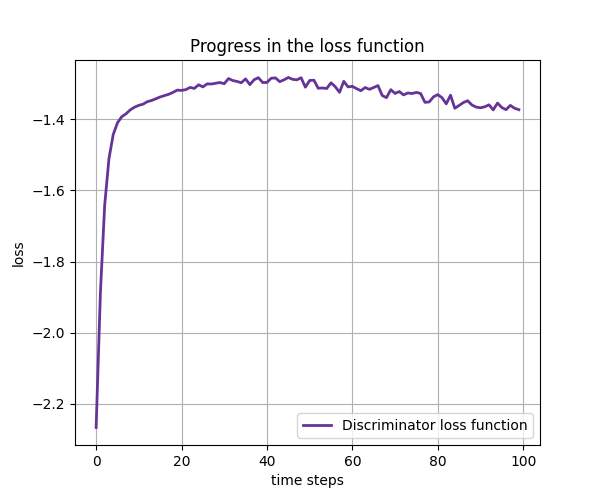 Progress in the loss function
−1.4
−1.6
−1.8
−2.0
−2.2
loss
Discriminator loss function
0 20 40 60 80 100
time steps